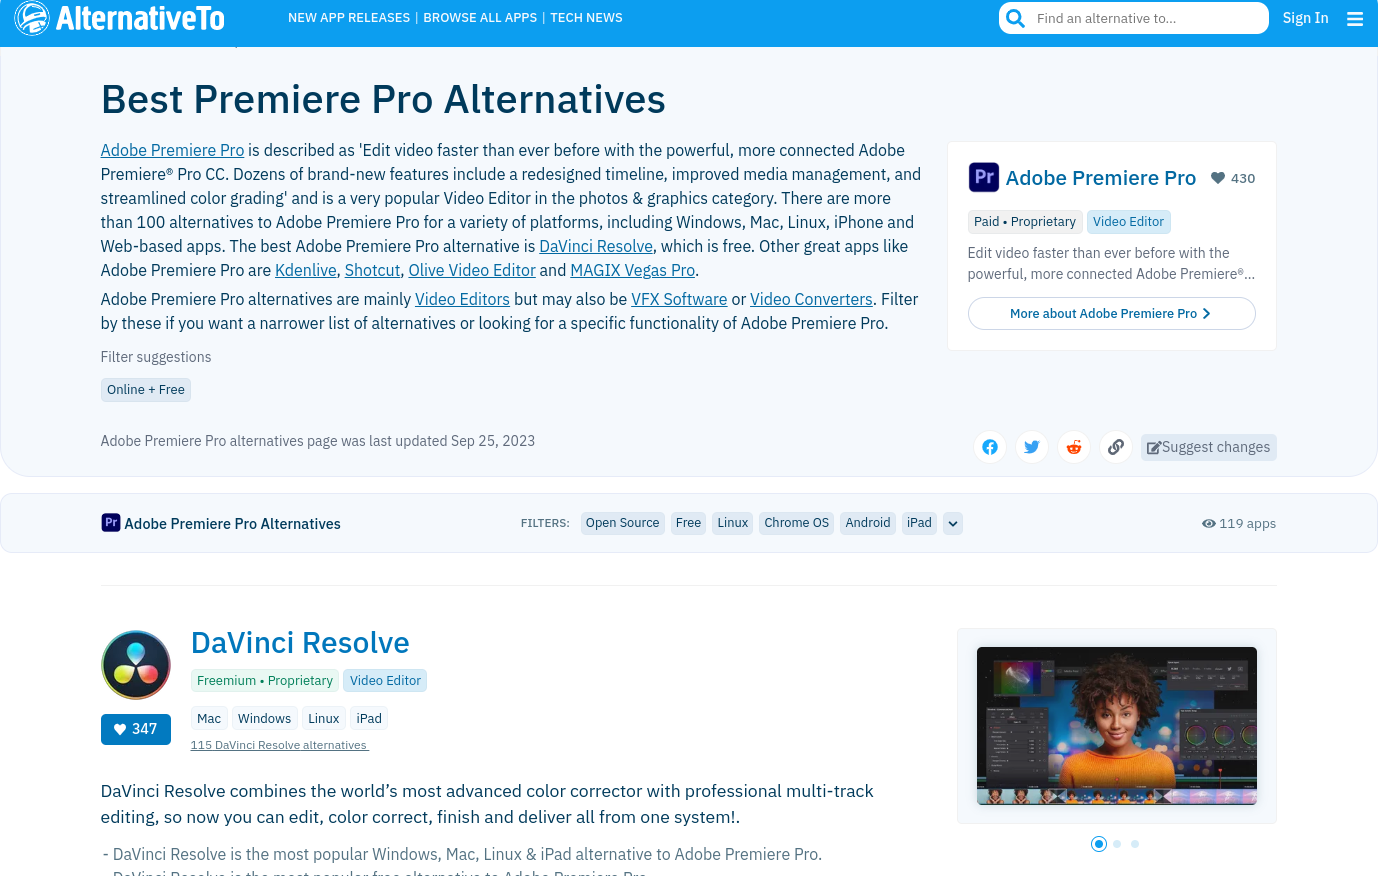 AlternativeTo
NEW APP RELEASES | BROWSE ALL APPS | TECH NEWS
Find an alternative to...
Sign In
Best Premiere Pro Alternatives
Adobe Premiere Pro is described as 'Edit video faster than ever before with the powerful, more connected Adobe
Premiere® Pro CC. Dozens of brand-new features include a redesigned timeline, improved media management, and
streamlined color grading' and is a very popular Video Editor in the photos & graphics category. There are more
than 100 alternatives to Adobe Premiere Pro for a variety of platforms, including Windows, Mac, Linux, iPhone and
Web-based apps. The best Adobe Premiere Pro alternative is DaVinci Resolve, which is free. Other great apps like
Adobe Premiere Pro are Kdenlive, Shotcut, Olive Video Editor and MAGIX Vegas Pro.
Adobe Premiere Pro alternatives are mainly Video Editors but may also be VFX Software or Video Converters. Filter
by these if you want a narrower list of alternatives or looking for a specific functionality of Adobe Premiere Pro.
Filter suggestions
Online + Free
Adobe Premiere Pro alternatives page was last updated Sep 25, 2023
Pr Adobe Premiere Pro 430
Paid • Proprietary Video Editor
Edit video faster than ever before with the
powerful, more connected Adobe Premiere®...
More about Adobe Premiere Pro
Suggest changes
Pr Adobe Premiere Pro Alternatives
FILTERS: Open Source Free Linux Chrome OS Android iPad
119 apps
DaVinci Resolve
Freemium • Proprietary Video Editor
347
Mac Windows Linux iPad
115 DaVinci Resolve alternatives
DaVinci Resolve combines the world's most advanced color corrector with professional multi-track
editing, so now you can edit, color correct, finish and deliver all from one system!.
- DaVinci Resolve is the most popular Windows, Mac, Linux & iPad alternative to Adobe Premiere Pro.
- DaVinci Resolve is the most popular free alternative to Adobe Premiere Pro.